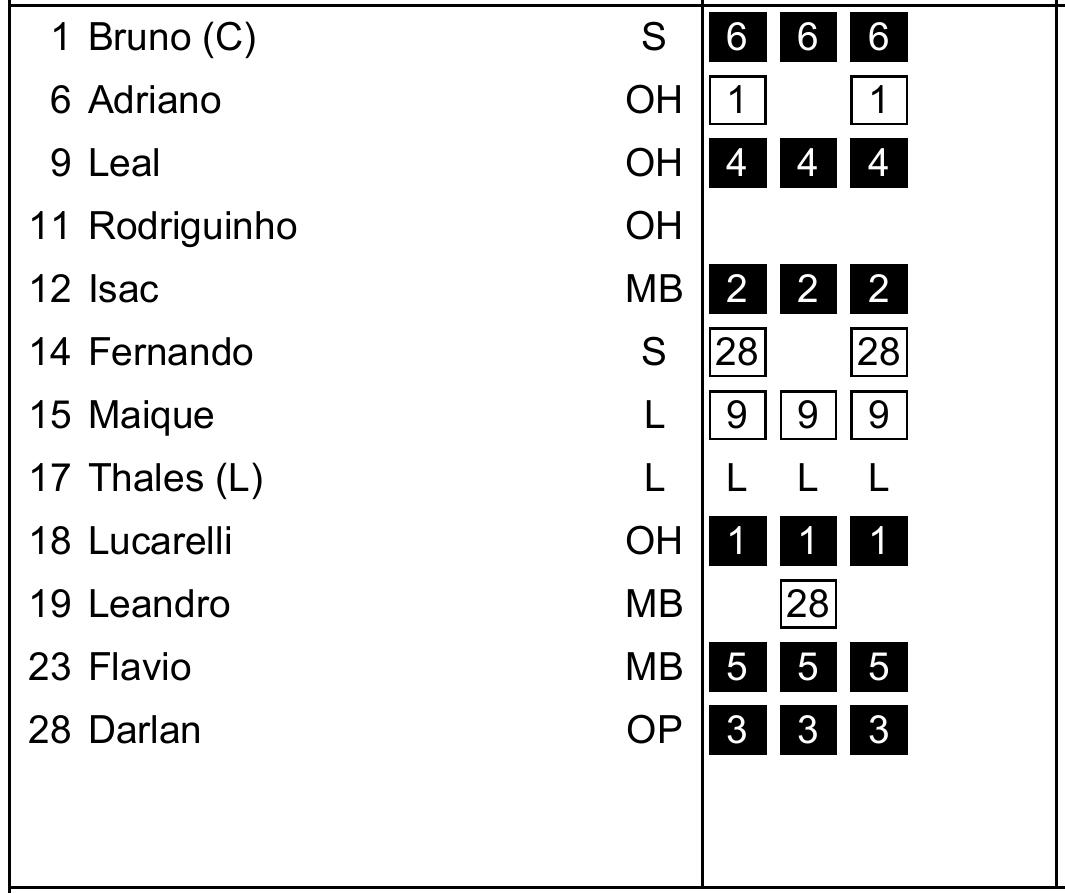 1 Bruno (C) S 6 6 6
6 Adriano OH 1 1
9 Leal OH 4 4 4
11 Rodriguinho OH
12 Isac MB 2 2 2
14 Fernando S 28 28
15 Maique L 9 9 9
17 Thales (L) L L L L
18 Lucarelli OH 1 1 1
19 Leandro MB 28
23 Flavio MB 5 5 5
28 Darlan OP 3 3 3